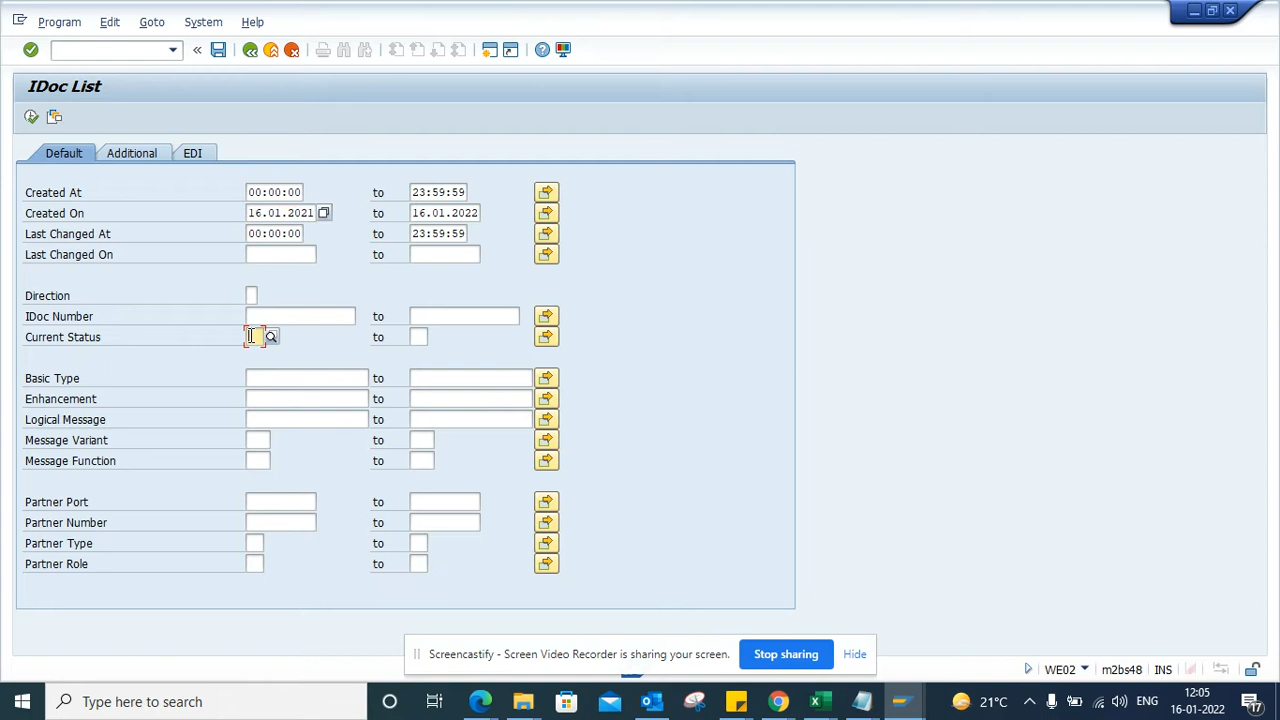 Program Edit Goto System Help
IDoc List
Default Additional EDI
Created At 00:00:00 to 23:59:59
Created On 16.01.2021 to 16.01.2022
Last Changed At 00:00:00 to 23:59:59
Last Changed On to
Direction
IDoc Number to
Current Status to
Basic Type to
Enhancement to
Logical Message to
Message Variant to
Message Function to
Partner Port to
Partner Number to
Partner Type to
Partner Role to
Screencastify - Screen Video Recorder is sharing your screen. Stop sharing Hide
WE02 m2bs48 INS
Type here to search 21°C ENG 12:05
16-01-2022 17